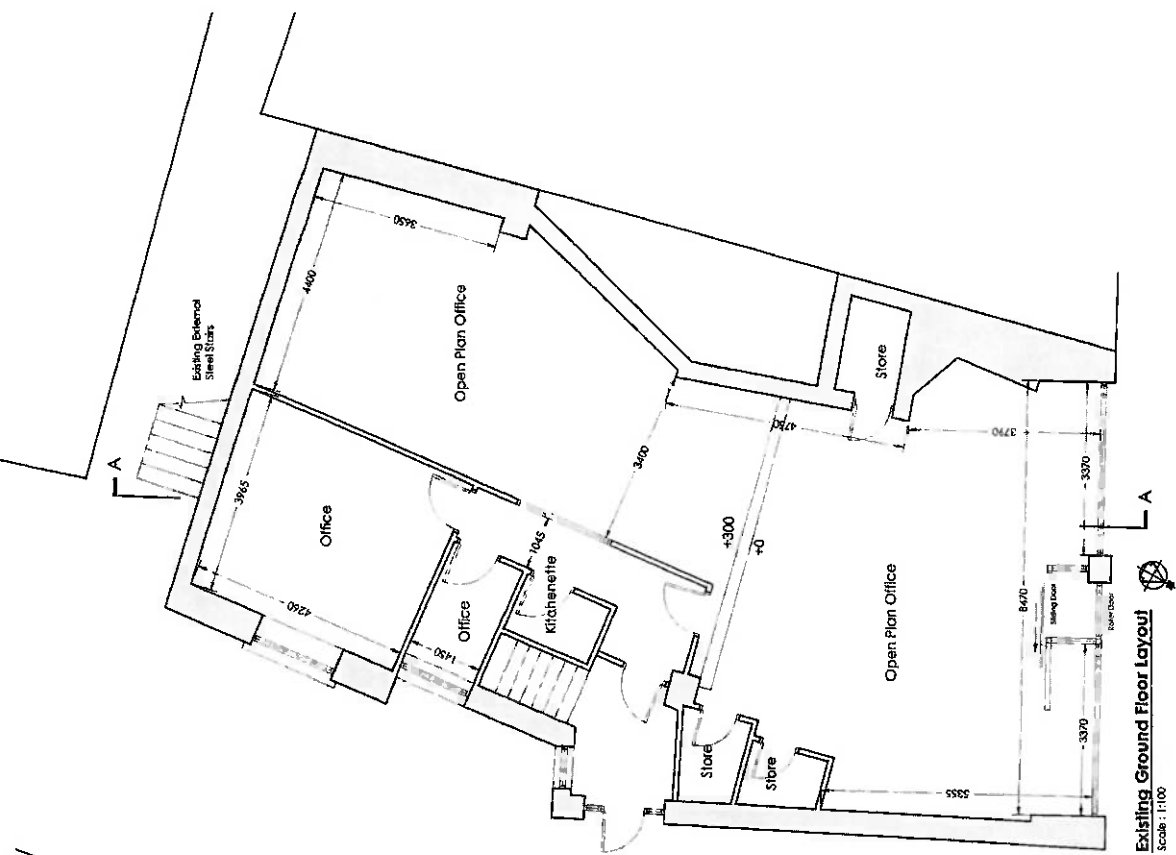 Existing External
Steel Stairs
A
3650
4400
Open Plan Office
3965
Office
Store
4750
3400
3790
4260
1045
+300
+0
Kitchenette
Office
1450
3370
A
8470
Sliding Door
Roller Door
Open Plan Office
Store
Store
5355
3370
Existing Ground Floor Layout
Scale : 1:100